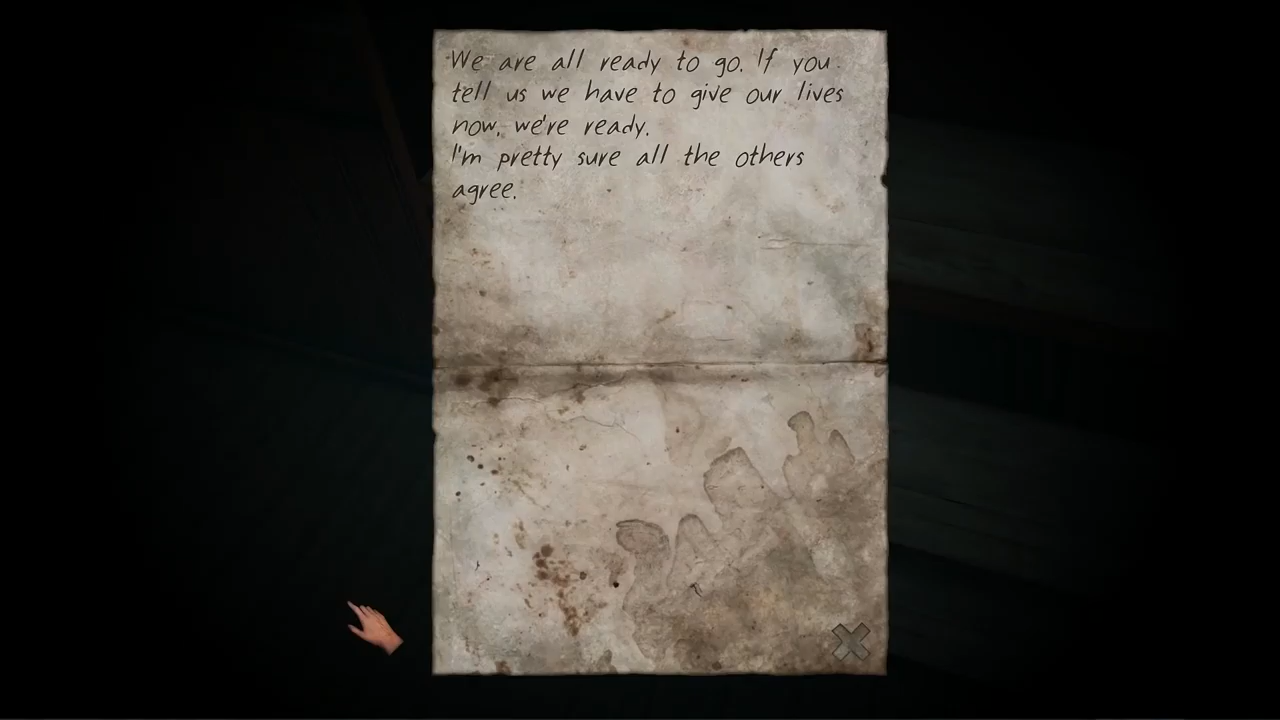 We are all ready to go. If you
tell us we have to give our lives
now, we're ready.
I'm pretty sure all the others
agree.